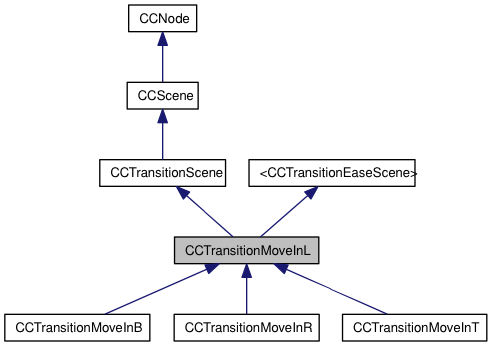 CCNode
CCScene
CCTransitionScene
<CCTransitionEaseScene>
CCTransitionMoveInL
CCTransitionMoveInB
CCTransitionMoveInR
CCTransitionMoveInT